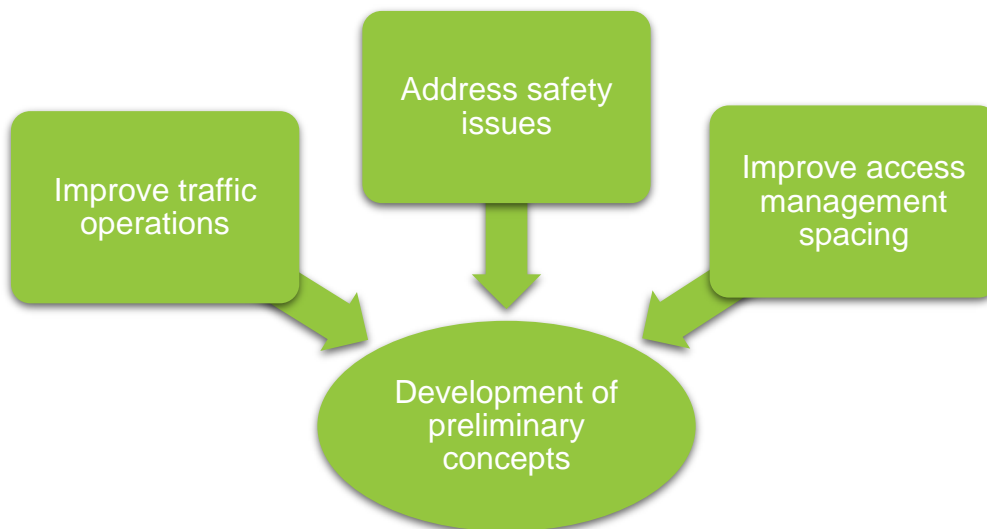 Address safety
issues
Improve traffic
operations
Improve access
management
spacing
Development of
preliminary
concepts